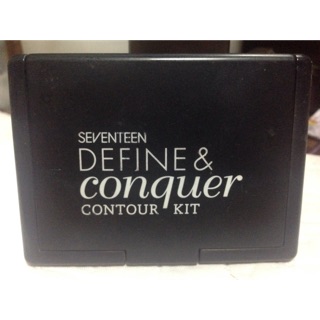 SEVENTEEN
DEFINE &
conquer
CONTOUR KIT